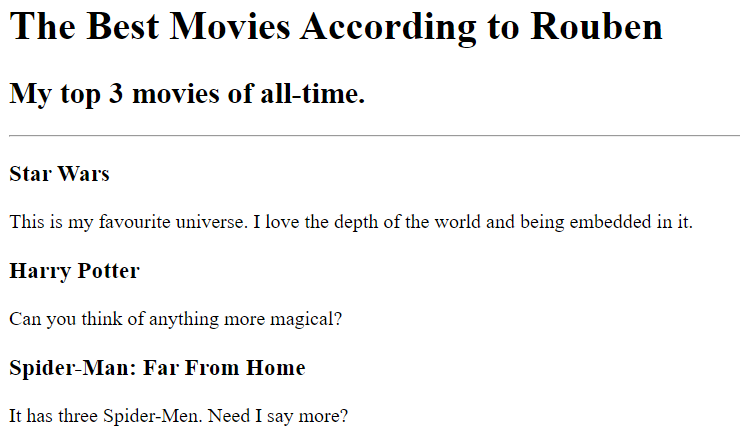 The Best Movies According to Rouben
My top 3 movies of all-time.
Star Wars
This is my favourite universe. I love the depth of the world and being embedded in it.
Harry Potter
Can you think of anything more magical?
Spider-Man: Far From Home
It has three Spider-Men. Need I say more?